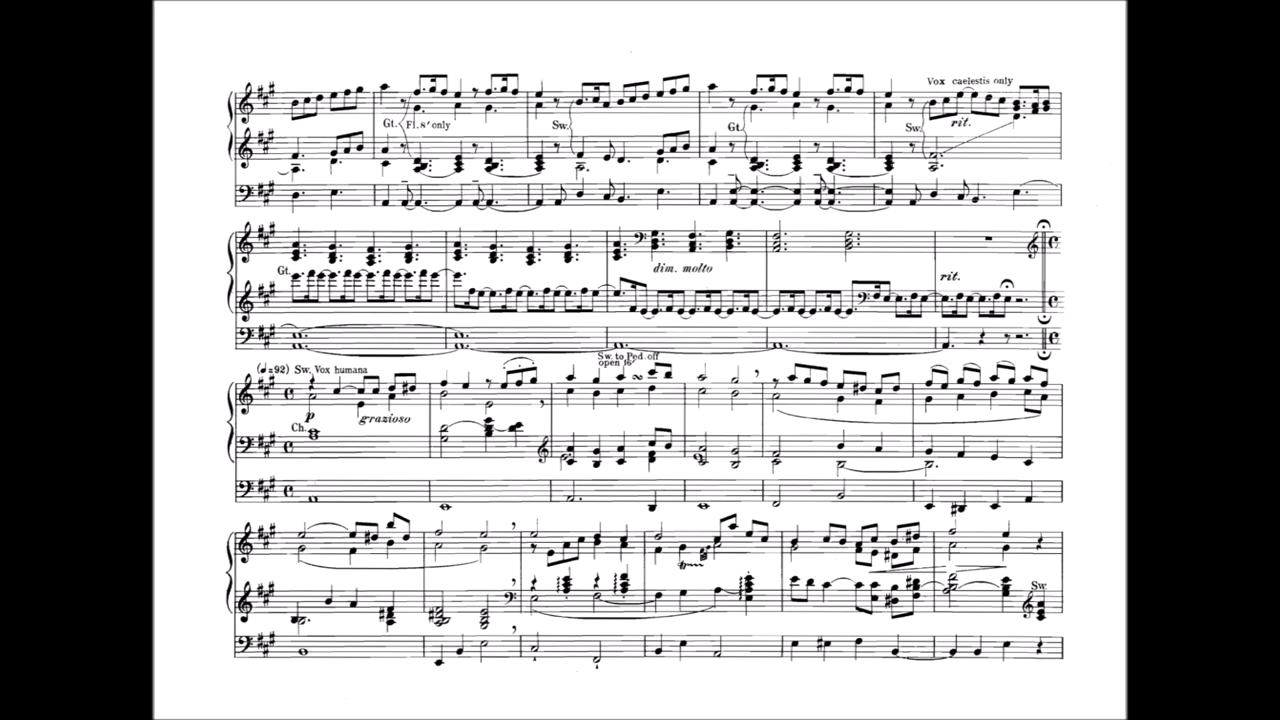 Vox caelestis only
Gt. Fl. 8' only Sw. Gt. Sw. rit.
Gt. dim. molto rit.
(♩=92) Sw. Vox humana Sw. to Ped. off
open 16'
p grazioso
Ch.
Sw.